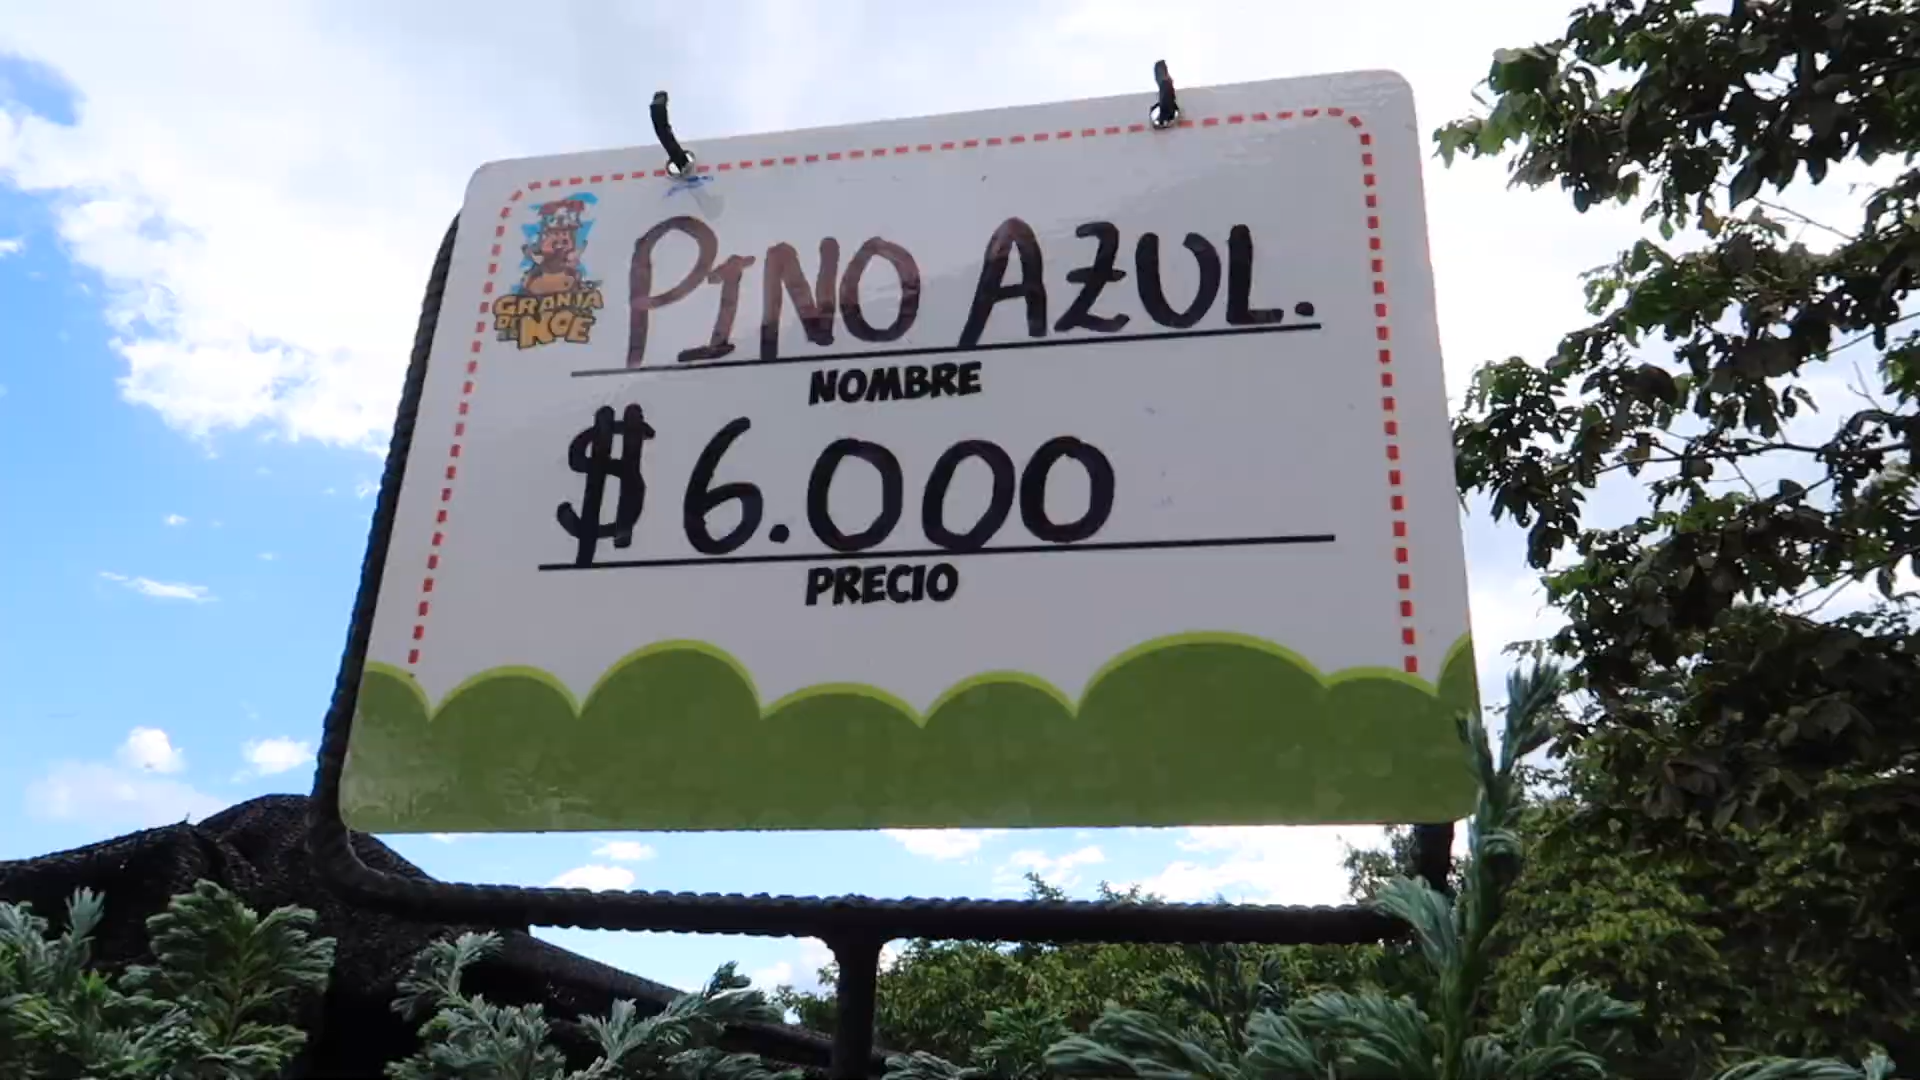 GRANJA
DE NOE
PINO AZUL.
NOMBRE
$6.000
PRECIO